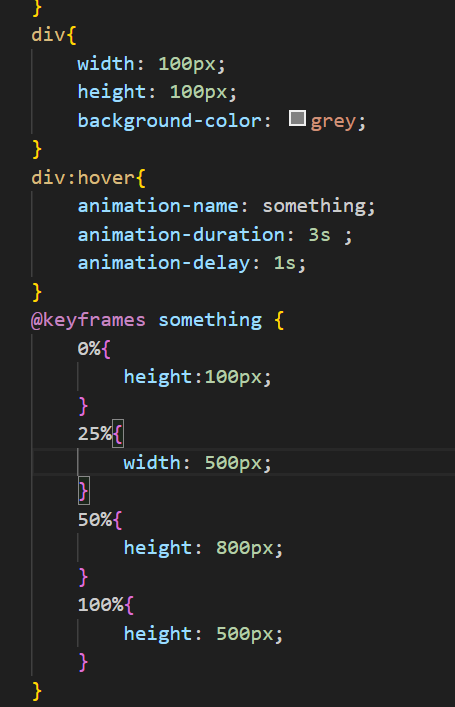 }
div{
    width: 100px;
    height: 100px;
    background-color: grey;
}
div:hover{
    animation-name: something;
    animation-duration: 3s ;
    animation-delay: 1s;
}
@keyframes something {
    0%{
        height:100px;
    }
    25%{
        width: 500px;
    }
    50%{
        height: 800px;
    }
    100%{
        height: 500px;
    }
}